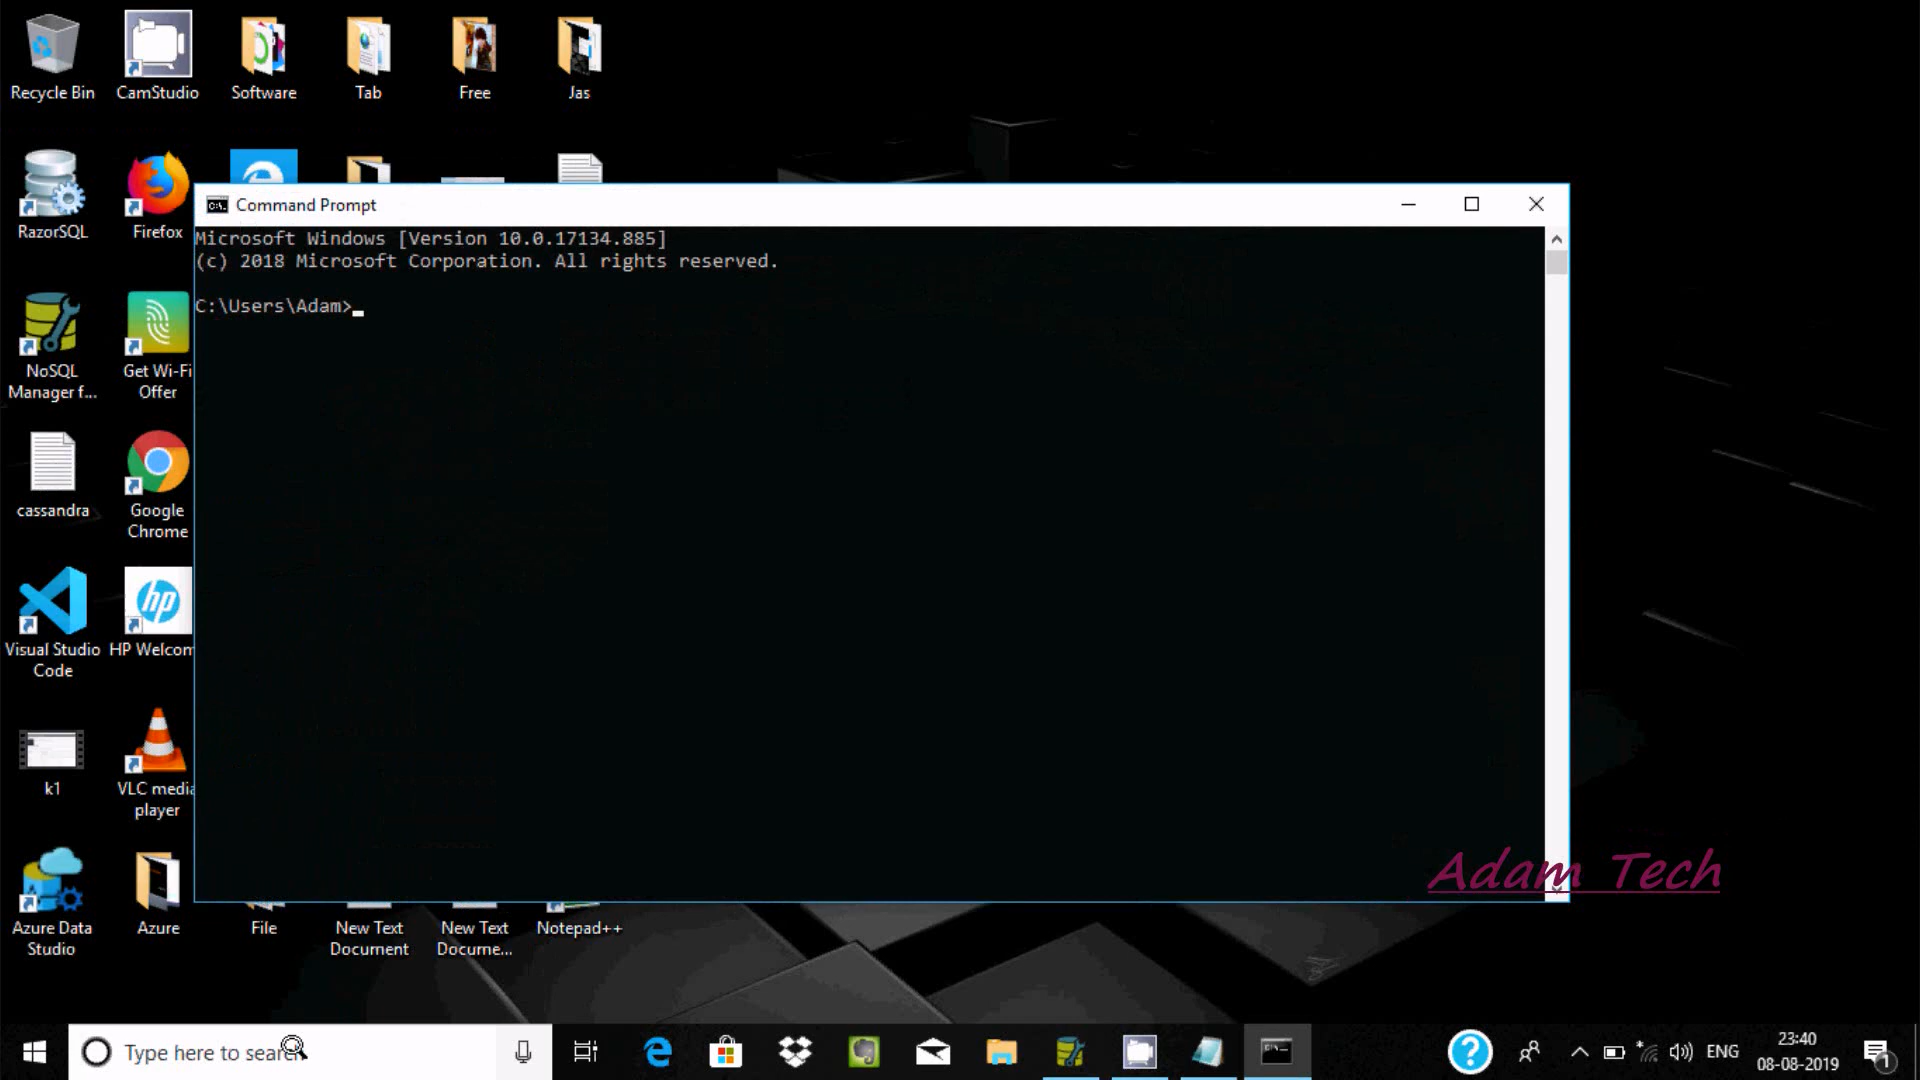 Recycle Bin
CamStudio
Software
Tab
Free
Jas
RazorSQL
Firefox
Command Prompt
Microsoft Windows [Version 10.0.17134.885]
(c) 2018 Microsoft Corporation. All rights reserved.
C:\Users\Adam>
NoSQL
Manager f...
Get Wi-Fi
Offer
cassandra
Google
Chrome
Visual Studio
Code
hp
HP Welcom
k1
VLC media
player
Adam Tech
Azure Data
Studio
Azure
File
New Text
Document
New Text
Docume...
Notepad++
Type here to search
ENG
23:40
08-08-2019
1